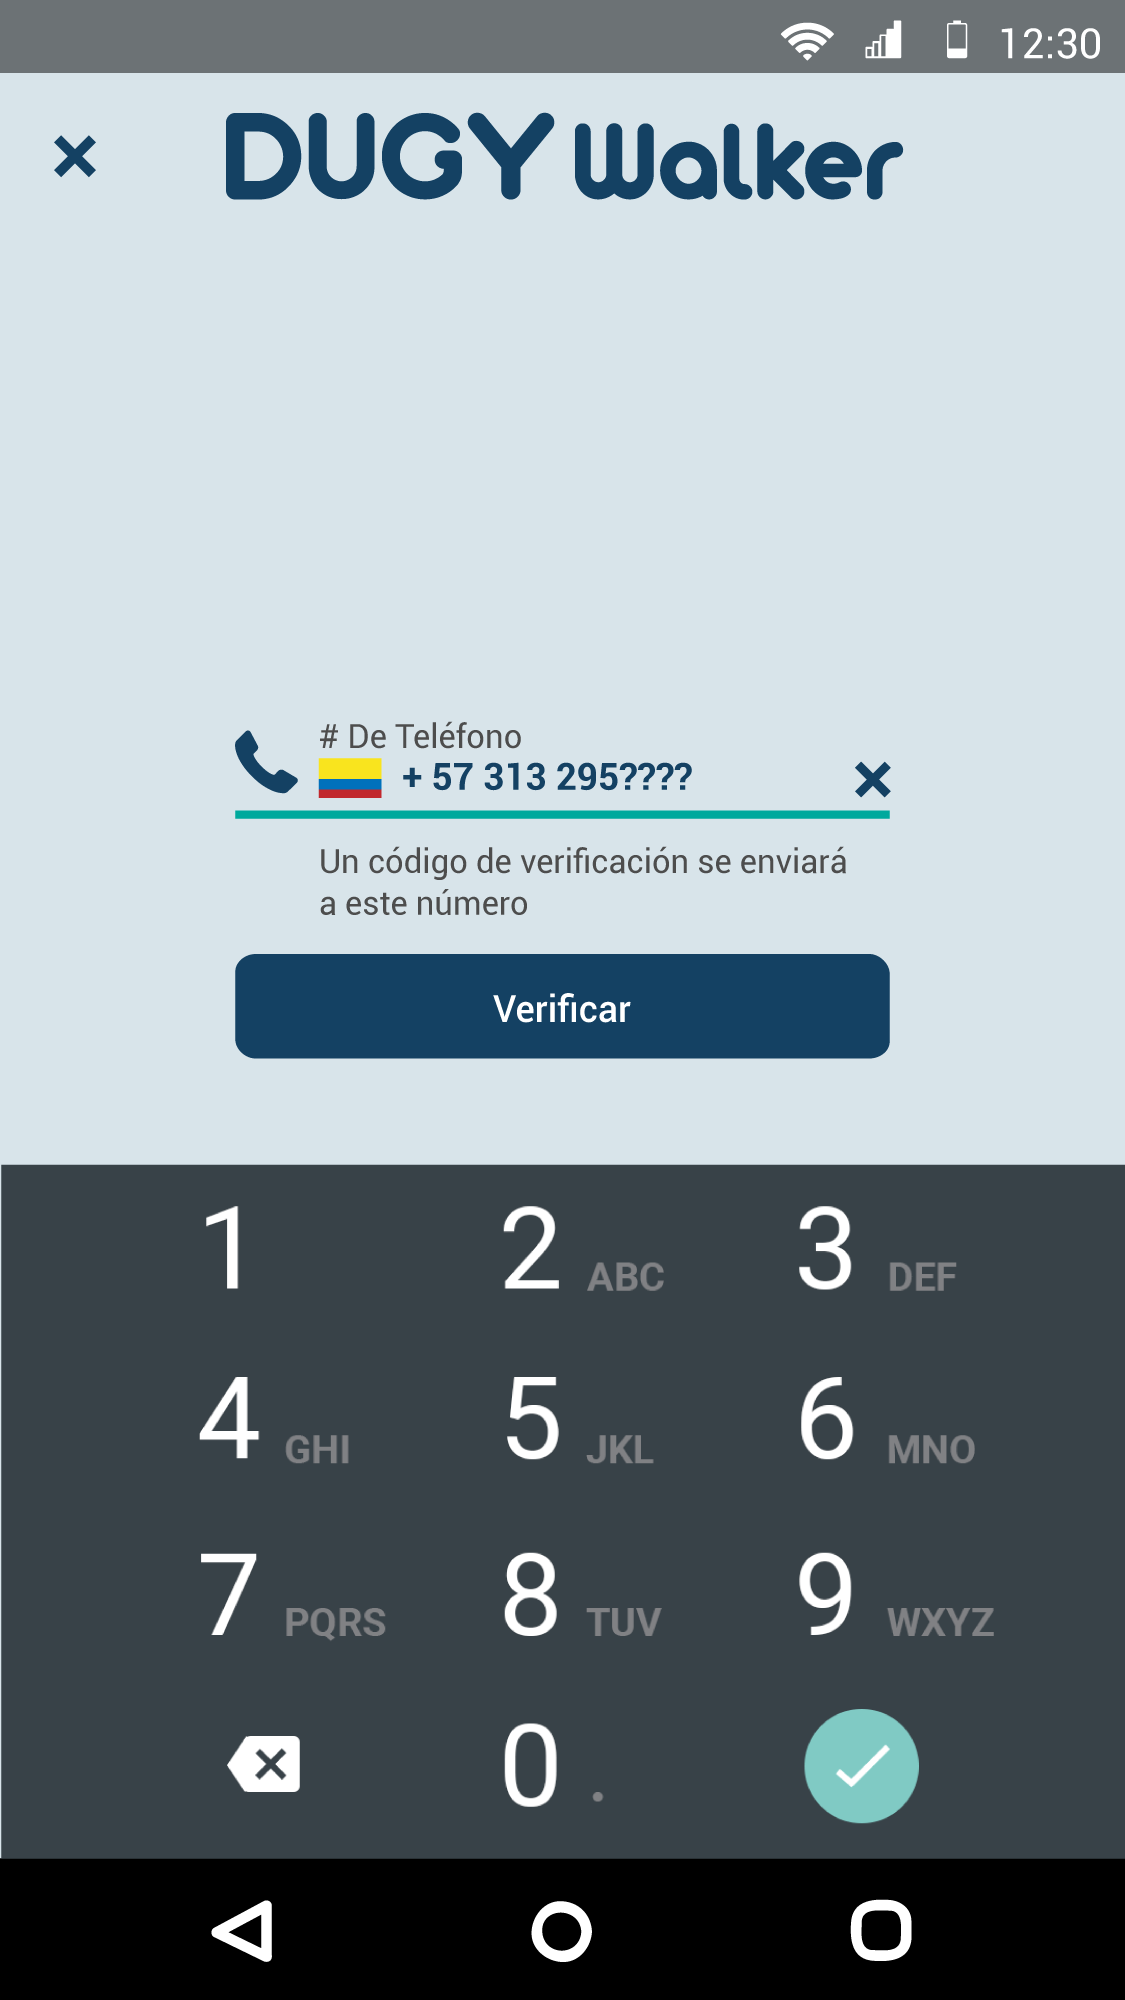 12:30
DUGY Walker
# De Teléfono
+ 57 313 295????
Un código de verificación se enviará
a este número
Verificar
1 2 ABC 3 DEF
4 GHI 5 JKL 6 MNO
7 PQRS 8 TUV 9 WXYZ
0 .